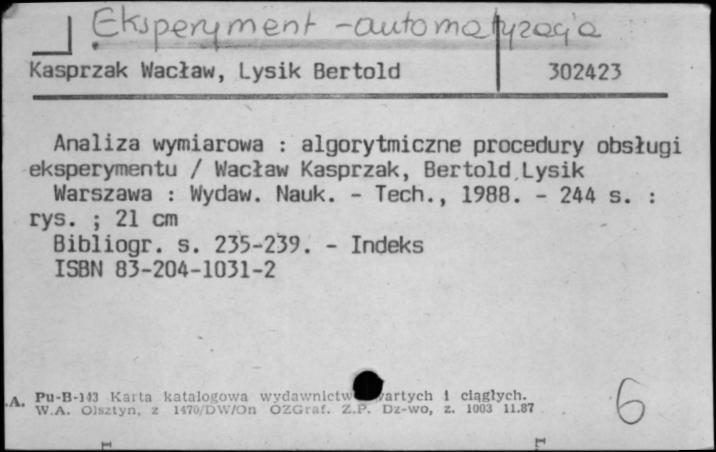 Eksperyment - automatyzacja
Kasprzak Wacław, Lysik Bertold 302423
Analiza wymiarowa : algorytmiczne procedury obsługi
eksperymentu / Wacław Kasprzak, Bertold Lysik
Warszawa : Wydaw. Nauk. - Tech., 1988. - 244 s. :
rys. ; 21 cm
Bibliogr. s. 235-239. - Indeks
ISBN 83-204-1031-2
.A. Pu-B-143 Karta katalogowa wydawnictw wartych i ciągłych.
W.A. Olsztyn, z 1470/DW/On OZGraf. Z.P. Dz-wo, z. 1003 11.87
6